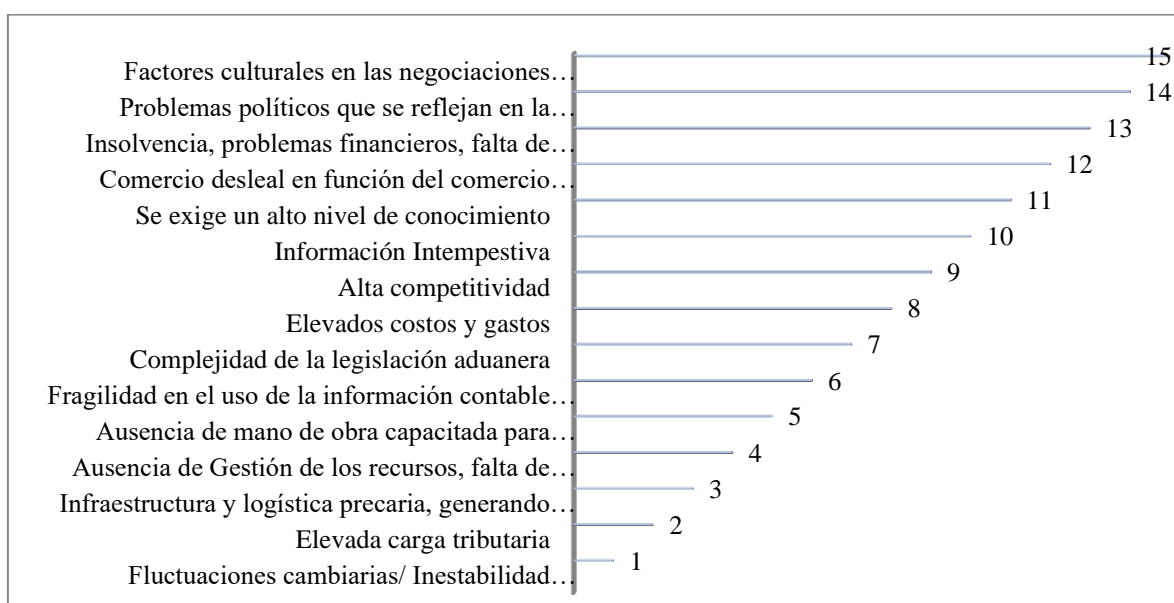 15
Factores culturales en las negociaciones…
14
Problemas políticos que se reflejan en la…
13
Insolvencia, problemas financieros, falta de…
12
Comercio desleal en función del comercio…
11
Se exige un alto nivel de conocimiento
10
Información Intempestiva
9
Alta competitividad
8
Elevados costos y gastos
7
Complejidad de la legislación aduanera
6
Fragilidad en el uso de la información contable…
5
Ausencia de mano de obra capacitada para…
4
Ausencia de Gestión de los recursos, falta de…
3
Infraestructura y logística precaria, generando…
2
Elevada carga tributaria
1
Fluctuaciones cambiarias/ Inestabilidad…